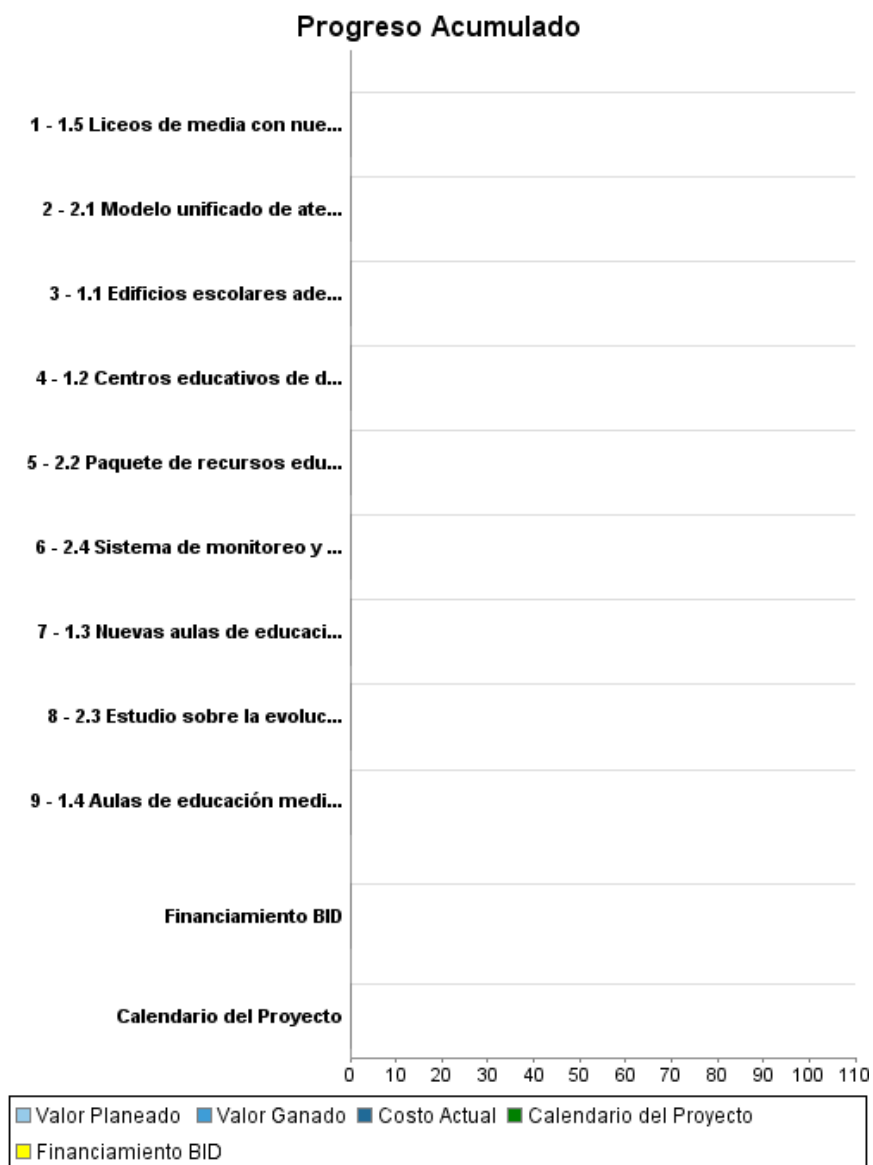 Progreso Acumulado
1 - 1.5 Liceos de media con nue...
2 - 2.1 Modelo unificado de ate...
3 - 1.1 Edificios escolares ade...
4 - 1.2 Centros educativos de d...
5 - 2.2 Paquete de recursos edu...
6 - 2.4 Sistema de monitoreo y ...
7 - 1.3 Nuevas aulas de educaci...
8 - 2.3 Estudio sobre la evoluc...
9 - 1.4 Aulas de educación medi...
Financiamiento BID
Calendario del Proyecto
0 10 20 30 40 50 60 70 80 90 100 110
Valor Planeado Valor Ganado Costo Actual Calendario del Proyecto
Financiamiento BID